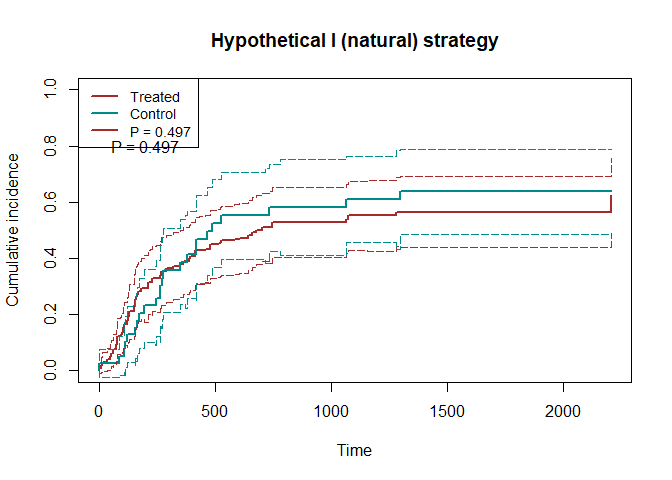 Hypothetical I (natural) strategy
Treated
Control
P = 0.497
P = 0.497
Cumulative incidence
0.0 0.2 0.4 0.6 0.8 1.0
0 500 1000 1500 2000
Time